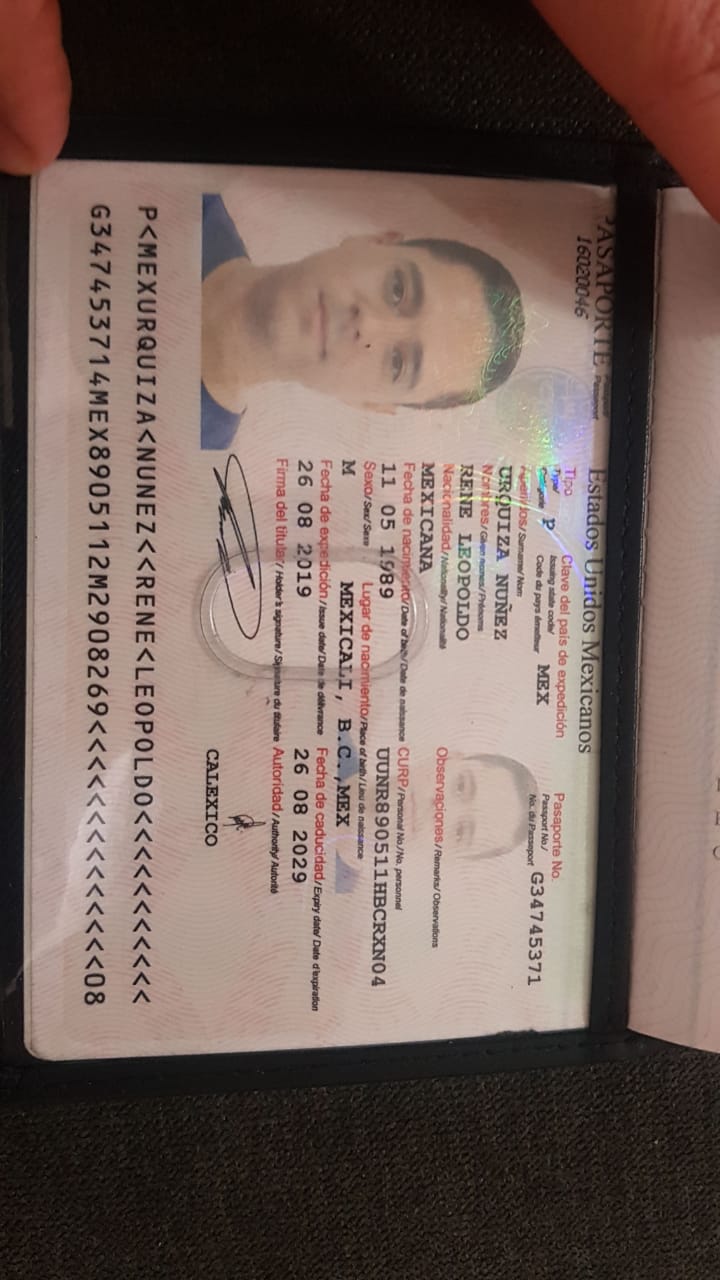 PASAPORTE
Passport
16020046
Estados Unidos Mexicanos
Tipo
Type/
P
Clave del país de expedición
Issuing state code/
Code du pays émetteur
MEX
Pasaporte No.
Passport No./
No. du Passeport
G34745371
Apellidos/Surname/Nom
URQUIZA NUÑEZ
Nombres/Given names/Prénoms
RENE LEOPOLDO
Nacionalidad/Nationality/Nationalité
Observaciones/Remarks/Observations
MEXICANA
Fecha de nacimiento/Date of birth/Date de naissance
CURP/Personal No./No. personnel
11 05 1989
UUNR890511HBCRXN04
Sexo/Sex/Sexe
Lugar de nacimiento/Place of birth/Lieu de naissance
M
MEXICALI, B.C. MEX
Fecha de expedición/Issue date/Date de délivrance
Fecha de caducidad/Expiry date/Date d'expiration
26 08 2019
26 08 2029
Firma del titular/Holder's signature/Signature du titulaire
Autoridad/Authority/Autorité
CALEXICO
P<MEXURQUIZA<NUNEZ<<RENE<LEOPOLDO<<<<<<<<<<<
G347453714MEX8905112M2908269<<<<<<<<<<<<<<08